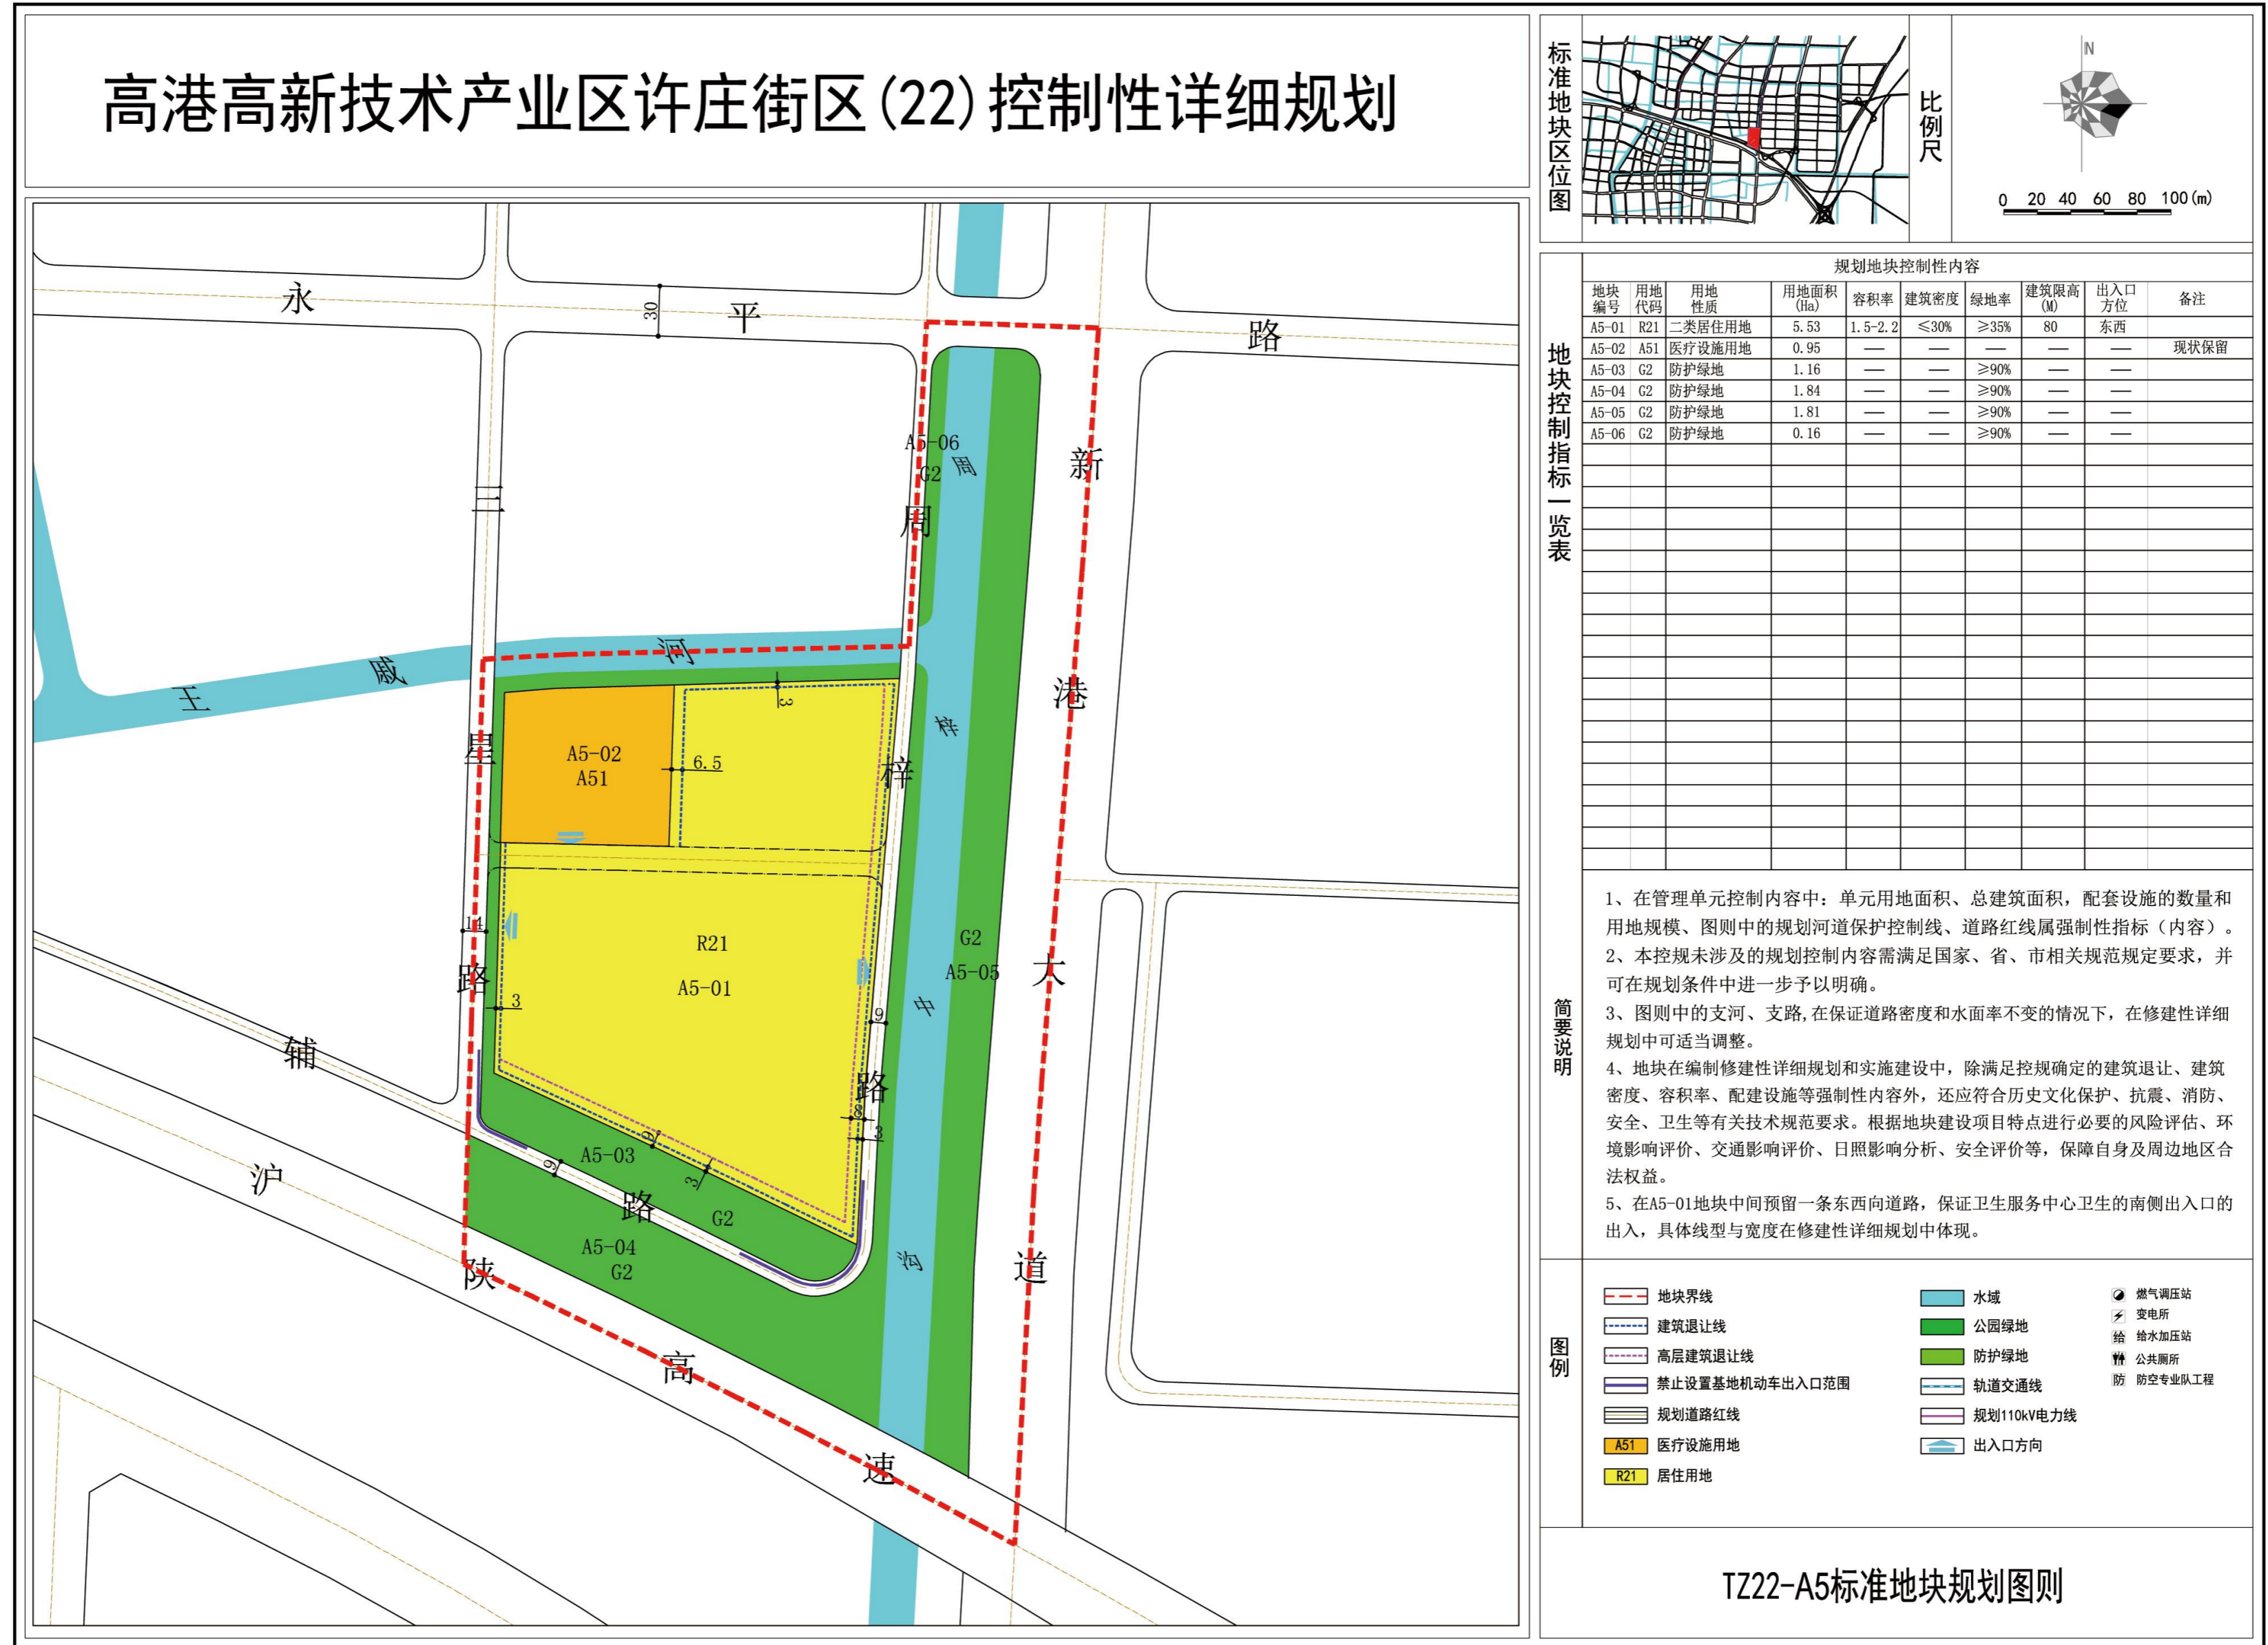 高港高新技术产业区许庄街区(22)控制性详细规划
标准地块区位图
比例尺
N
0 20 40 60 80 100(m)
永 平 路
30
三 星 路
周 梓 路
新 港 大 道
王 戚 河
周 梓 中 沟
辅 路
沪 陕 高 速
A5-06
G2
A5-02
A51
6.5
3
R21
A5-01
14
3
G2
A5-05
9
8
3
9
A5-03
9
3
G2
A5-04
G2
地块控制指标一览表
规划地块控制性内容
地块编号 用地代码 用地性质 用地面积(Ha) 容积率 建筑密度 绿地率 建筑限高(M) 出入口方位 备注
A5-01 R21 二类居住用地 5.53 1.5-2.2 ≤30% ≥35% 80 东西
A5-02 A51 医疗设施用地 0.95 — — — — — 现状保留
A5-03 G2 防护绿地 1.16 — — ≥90% — —
A5-04 G2 防护绿地 1.84 — — ≥90% — —
A5-05 G2 防护绿地 1.81 — — ≥90% — —
A5-06 G2 防护绿地 0.16 — — ≥90% — —
简要说明
1、在管理单元控制内容中：单元用地面积、总建筑面积，配套设施的数量和
用地规模、图则中的规划河道保护控制线、道路红线属强制性指标（内容）。
2、本控规未涉及的规划控制内容需满足国家、省、市相关规范规定要求，并
可在规划条件中进一步予以明确。
3、图则中的支河、支路,在保证道路密度和水面率不变的情况下，在修建性详细
规划中可适当调整。
4、地块在编制修建性详细规划和实施建设中，除满足控规确定的建筑退让、建筑
密度、容积率、配建设施等强制性内容外，还应符合历史文化保护、抗震、消防、
安全、卫生等有关技术规范要求。根据地块建设项目特点进行必要的风险评估、环
境影响评价、交通影响评价、日照影响分析、安全评价等，保障自身及周边地区合
法权益。
5、在A5-01地块中间预留一条东西向道路，保证卫生服务中心卫生的南侧出入口的
出入，具体线型与宽度在修建性详细规划中体现。
图例
地块界线
建筑退让线
高层建筑退让线
禁止设置基地机动车出入口范围
规划道路红线
A51 医疗设施用地
R21 居住用地
水域
公园绿地
防护绿地
轨道交通线
规划110kV电力线
出入口方向
燃气调压站
变电所
给 给水加压站
公共厕所
防 防空专业队工程
TZ22-A5标准地块规划图则